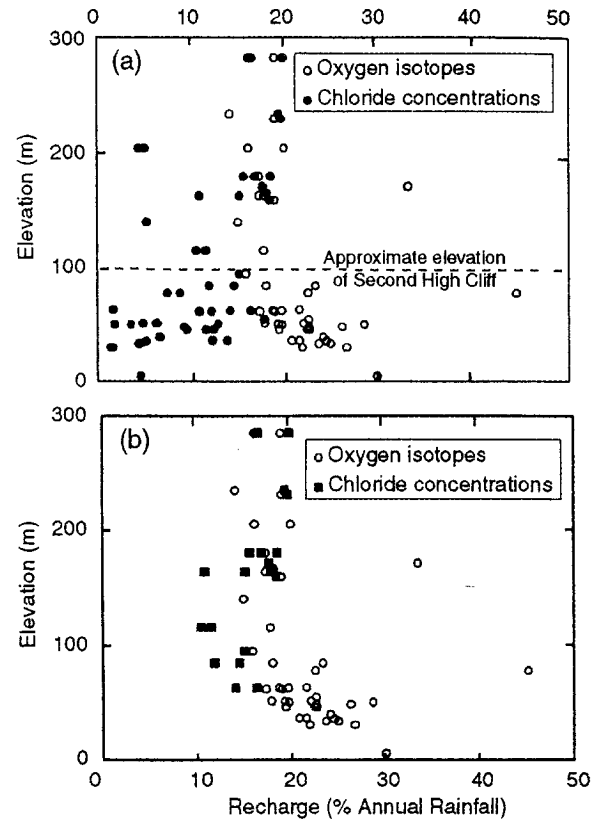 0 10 20 30 40 50
300
(a)
Oxygen isotopes
Chloride concentrations
200
Elevation (m)
Approximate elevation
of Second High Cliff
100
0
300
(b)
Oxygen isotopes
Chloride concentrations
200
Elevation (m)
100
0
0 10 20 30 40 50
Recharge (% Annual Rainfall)